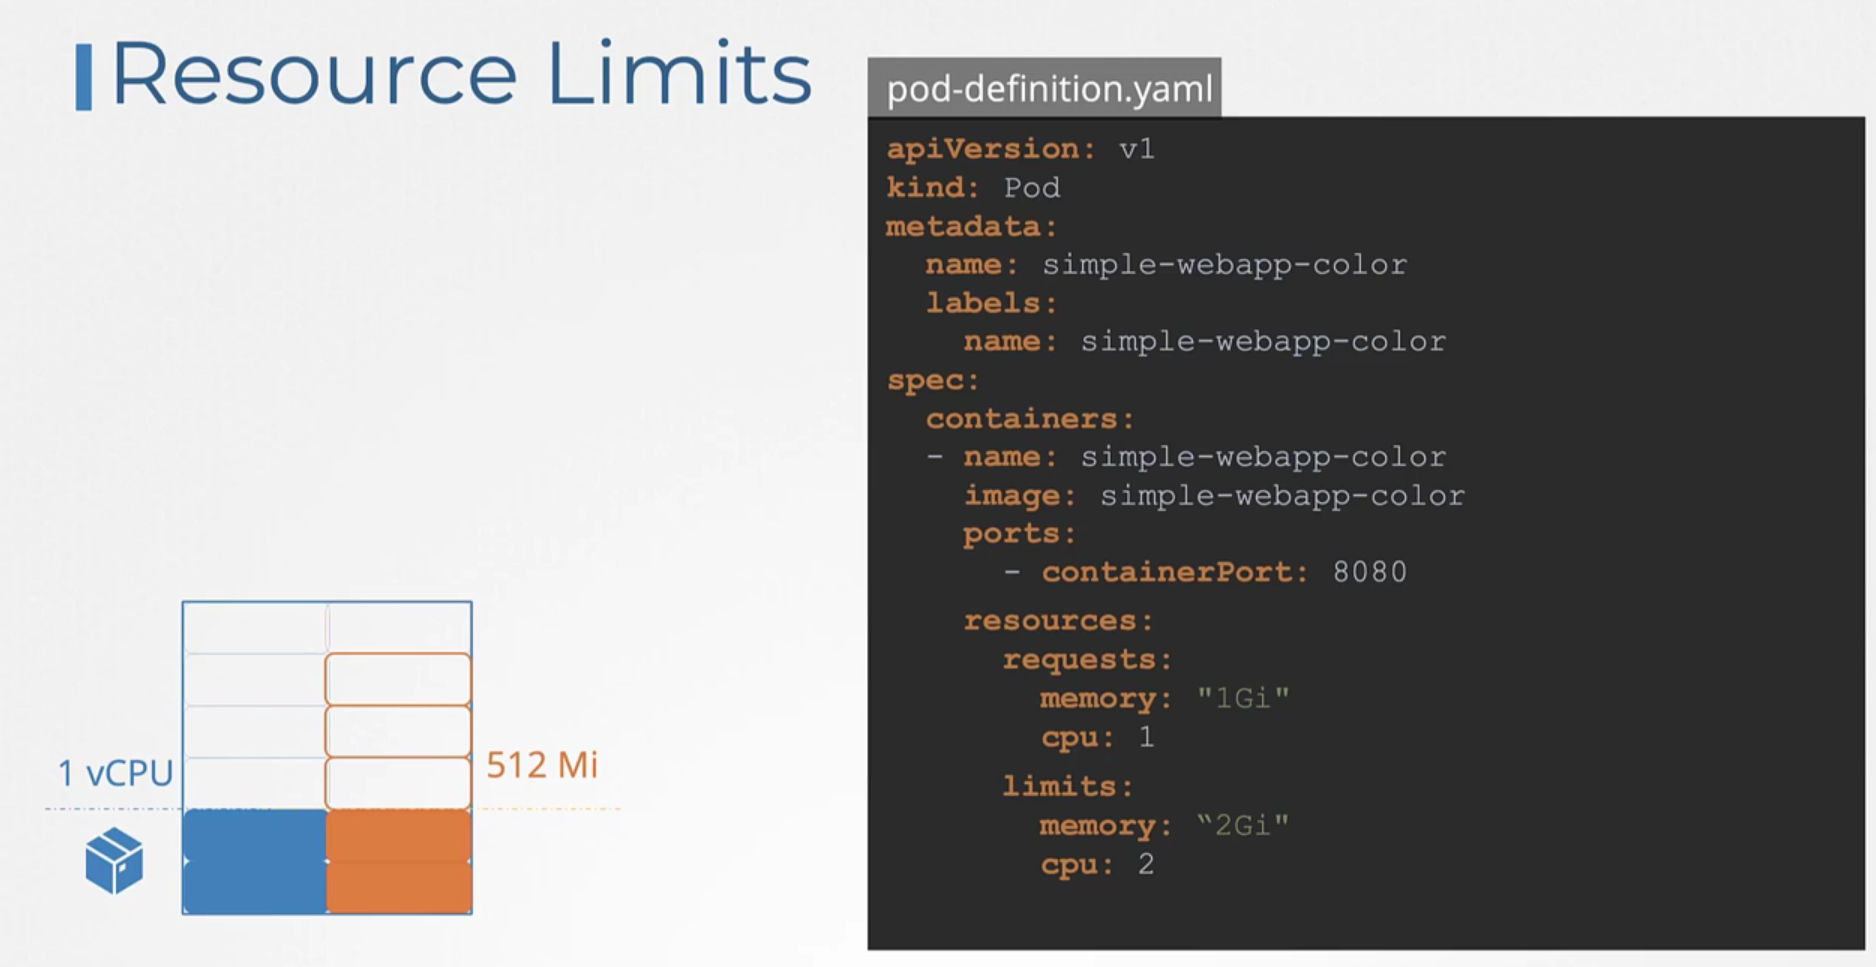 Resource Limits
pod-definition.yaml
apiVersion: v1
kind: Pod
metadata:
  name: simple-webapp-color
  labels:
    name: simple-webapp-color
spec:
  containers:
  - name: simple-webapp-color
    image: simple-webapp-color
    ports:
      - containerPort: 8080
    resources:
      requests:
        memory: "1Gi"
        cpu: 1
      limits:
        memory: “2Gi"
        cpu: 2
1 vCPU
512 Mi